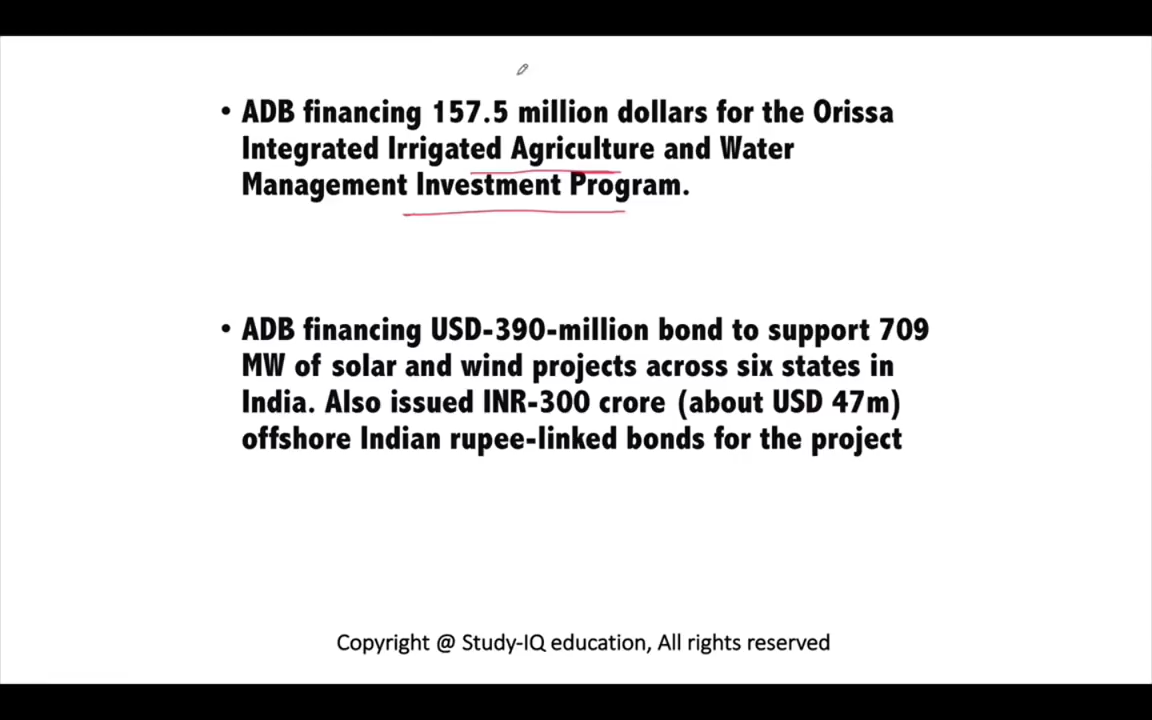 • ADB financing 157.5 million dollars for the Orissa
Integrated Irrigated Agriculture and Water
Management Investment Program.
• ADB financing USD-390-million bond to support 709
MW of solar and wind projects across six states in
India. Also issued INR-300 crore (about USD 47m)
offshore Indian rupee-linked bonds for the project
Copyright @ Study-IQ education, All rights reserved